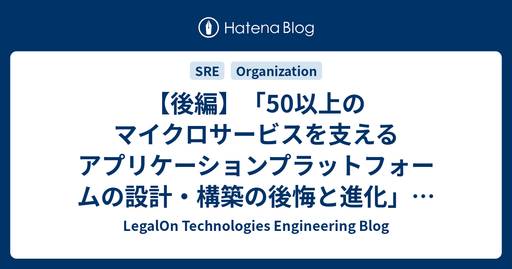 Hatena Blog
SRE Organization
【後編】「50以上の
マイクロサービスを支える
アプリケーションプラットフォー
ムの設計・構築の後悔と進化」…
LegalOn Technologies Engineering Blog